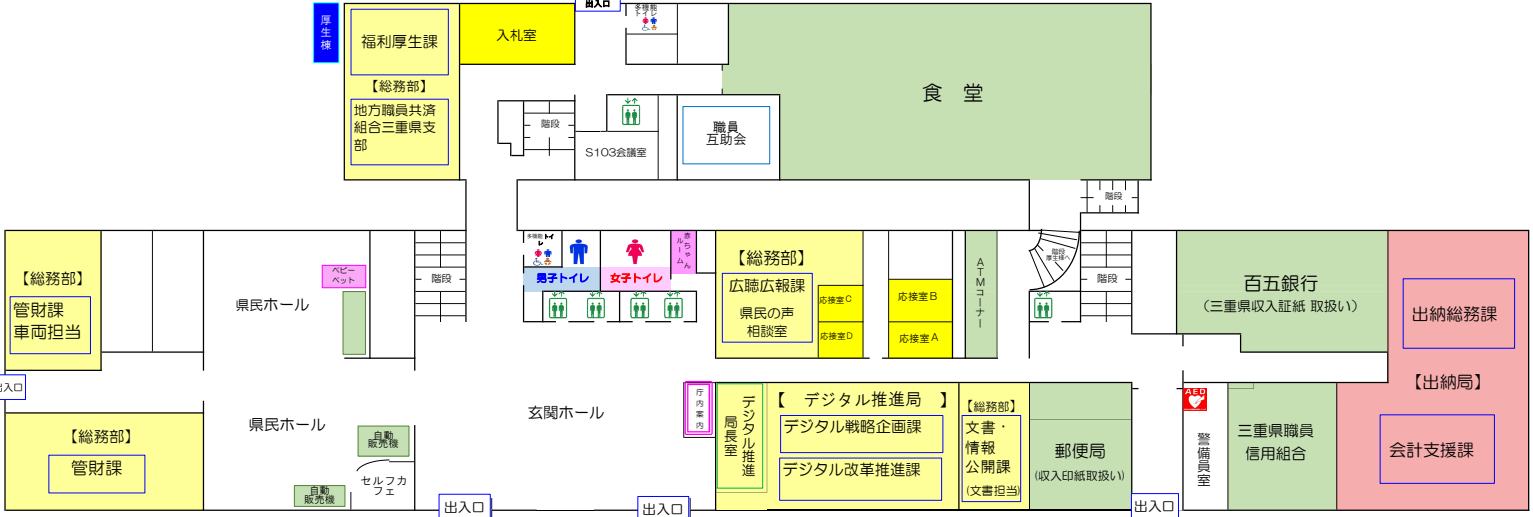 厚生棟
福利厚生課
【総務部】
地方職員共済
組合三重県支
部
入札室
出入口
多機能
トイレ
食 堂
階段
S103会議室
職員
互助会
階段
【総務部】
管財課
車両担当
出入口
【総務部】
管財課
県民ホール
ベビー
ベット
県民ホール
自動
販売機
セルフカ
フェ
自動
販売機
階段
多機能トイ
レ
男子トイレ
女子トイレ
赤ちゃん
ルーム
【総務部】
広聴広報課
県民の声
相談室
応接室C
応接室D
応接室B
応接室A
ATMコーナー
階段
厚生棟へ
階段
百五銀行
(三重県収入証紙 取扱い)
出納総務課
【出納局】
会計支援課
玄関ホール
庁内案内
デジタル推進
局長室
【 デジタル推進局 】
デジタル戦略企画課
デジタル改革推進課
【総務部】
文書・
情報
公開課
(文書担当)
郵便局
(収入印紙取扱い)
AED
警備員室
三重県職員
信用組合
出入口
出入口
出入口